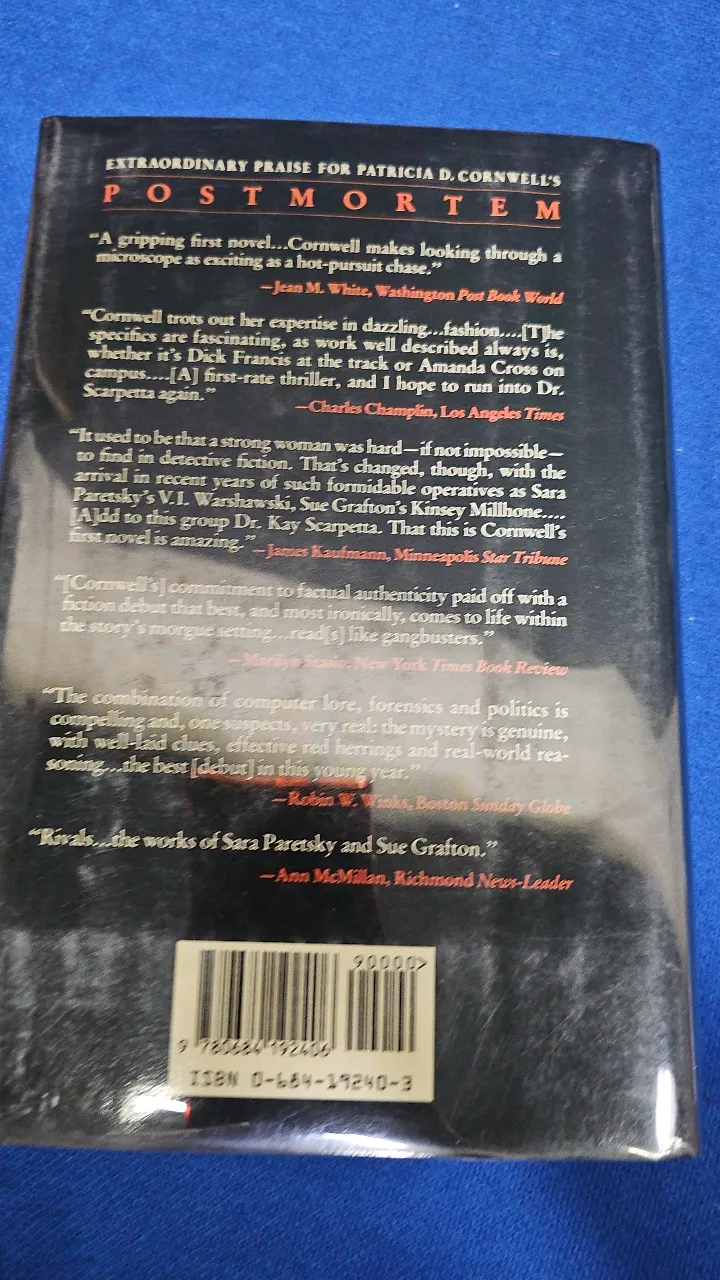 EXTRAORDINARY PRAISE FOR PATRICIA D. CORNWELL'S
POSTMORTEM
“A gripping first novel...Cornwell makes looking through a
microscope as exciting as a hot-pursuit chase.”
—Jean M. White, Washington Post Book World
“Cornwell trots out her expertise in dazzling...fashion....[T]he
specifics are fascinating, as work well described always is,
whether it's Dick Francis at the track or Amanda Cross on
campus....[A] first-rate thriller, and I hope to run into Dr.
Scarpetta again.”
—Charles Champlin, Los Angeles Times
“It used to be that a strong woman was hard—if not impossible—
to find in detective fiction. That's changed, though, with the
arrival in recent years of such formidable operatives as Sara
Paretsky's V.I. Warshawski, Sue Grafton's Kinsey Millhone....
[A]dd to this group Dr. Kay Scarpetta. That this is Cornwell's
first novel is amazing.” —James Kaufmann, Minneapolis Star Tribune
“[Cornwell's] commitment to factual authenticity paid off with a
fiction debut that best, and most ironically, comes to life within
the story's morgue setting...read[s] like gangbusters.”
—Marilyn Stasio, New York Times Book Review
“The combination of computer lore, forensics and politics is
compelling and, one suspects, very real: the mystery is genuine,
with well-laid clues, effective red herrings and real-world rea-
soning...the best [debut] in this young year.”
—Robin W. Winks, Boston Sunday Globe
“Rivals...the works of Sara Paretsky and Sue Grafton.”
—Ann McMillan, Richmond News-Leader
90000>
9 780684 192406
ISBN 0-684-19240-3